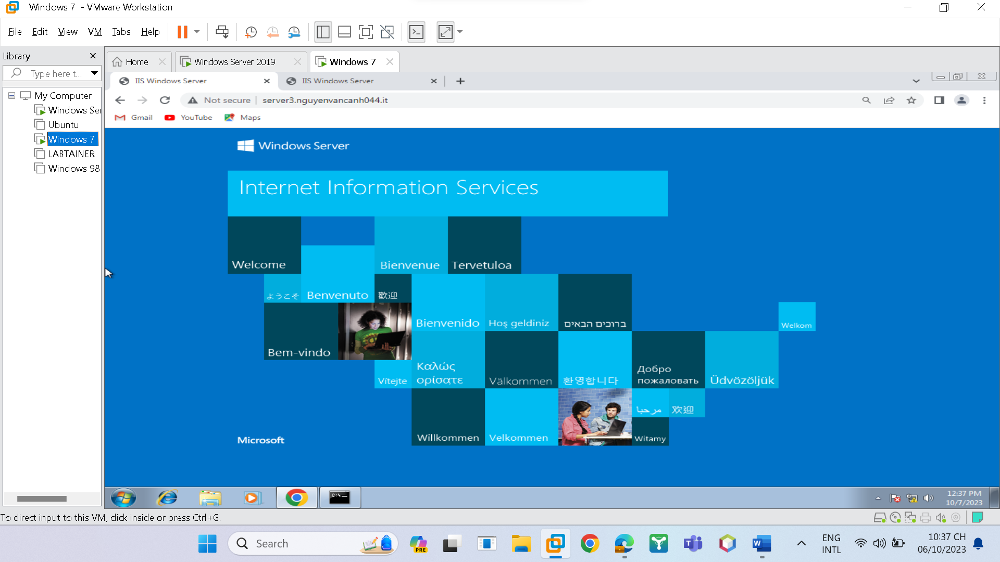 Windows 7 - VMware Workstation
File Edit View VM Tabs Help
Library
Type here t...
My Computer
Windows Ser
Ubuntu
Windows 7
LABTAINER
Windows 98
Home
Windows Server 2019
Windows 7
IIS Windows Server
IIS Windows Server
Not secure
server3.nguyenvancanh044.it
Gmail
YouTube
Maps
Windows Server
Internet Information Services
Welcome
Bienvenue
Tervetuloa
ようこそ
Benvenuto
歡迎
Bienvenido
Hoş geldiniz
ברוכים הבאים
Welkom
Bem-vindo
Vítejte
Καλώς
ορίσατε
Välkommen
환영합니다
Добро
пожаловать
Üdvözöljük
Willkommen
Velkommen
مرحبا
欢迎
Witamy
Microsoft
C:\_
12:37 PM
10/7/2023
To direct input to this VM, click inside or press Ctrl+G.
Search
PRE
ENG
INTL
10:37 CH
06/10/2023